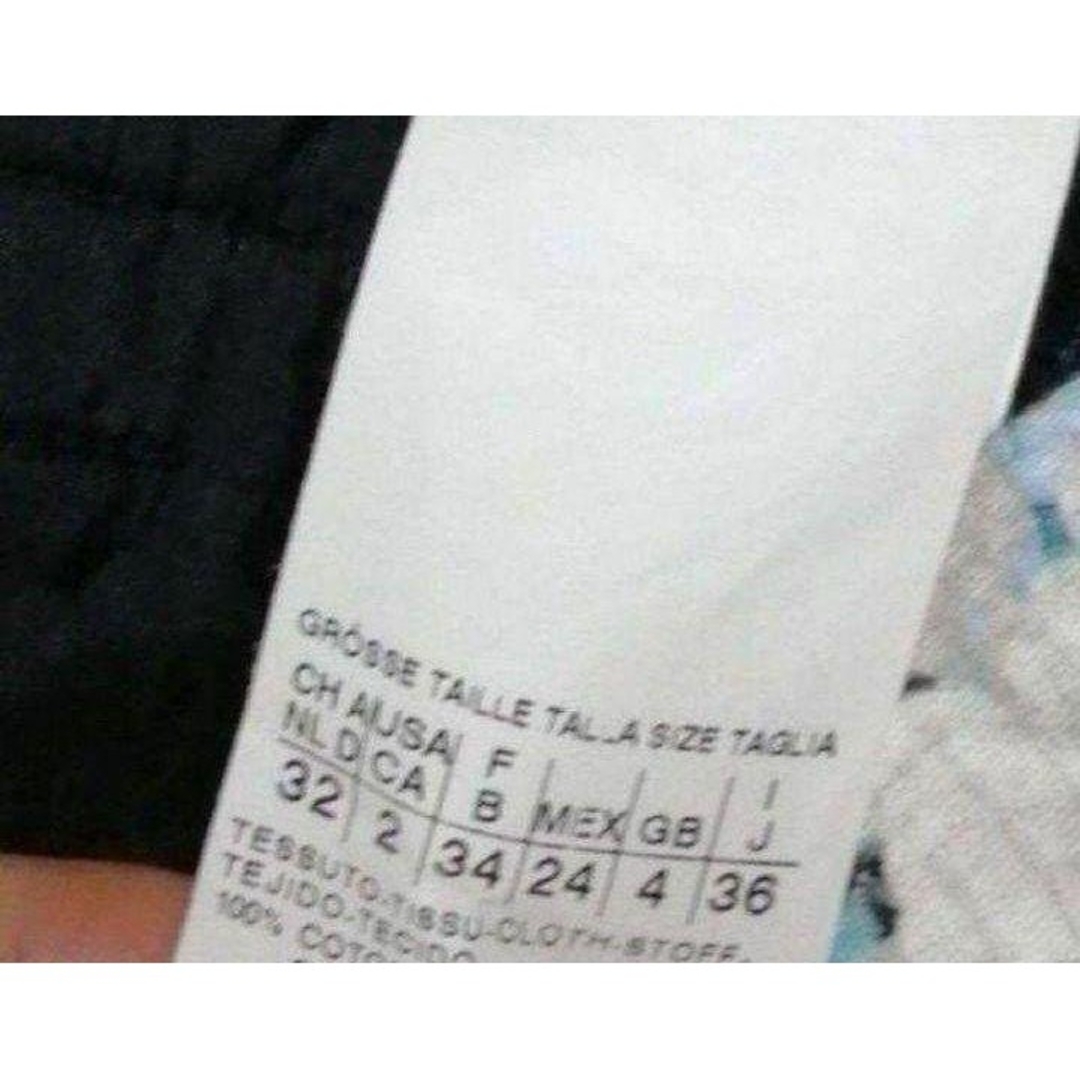 GRÖSSE TAILLE TALLA SIZE TAGLIA
CH A USA F I
NL D CA B MEX GB J
32 2 34 24 4 36
TESSUTO-TISSU-CLOTH-STOFF-
TEJIDO-TECIDO
100% COTO